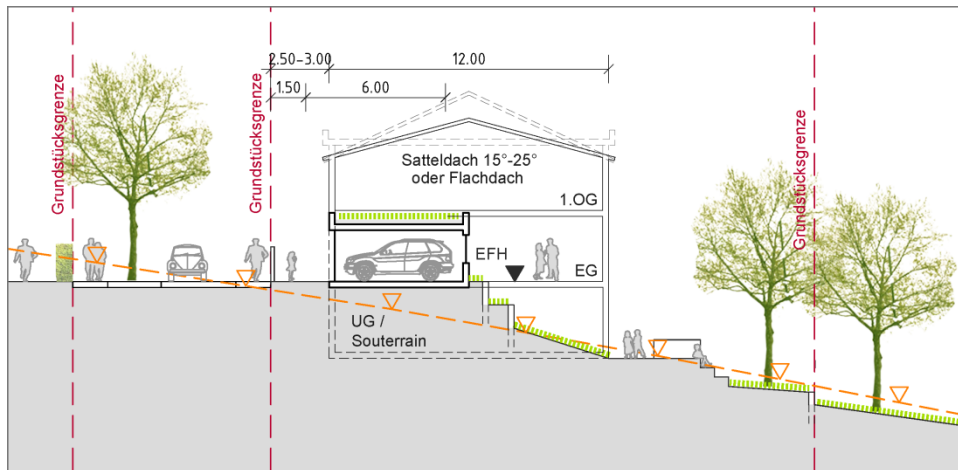 2.50-3.00
12.00
1.50
6.00
Grundstücksgrenze
Grundstücksgrenze
Grundstücksgrenze
Satteldach 15°-25°
oder Flachdach
1.OG
EFH
EG
UG /
Souterrain